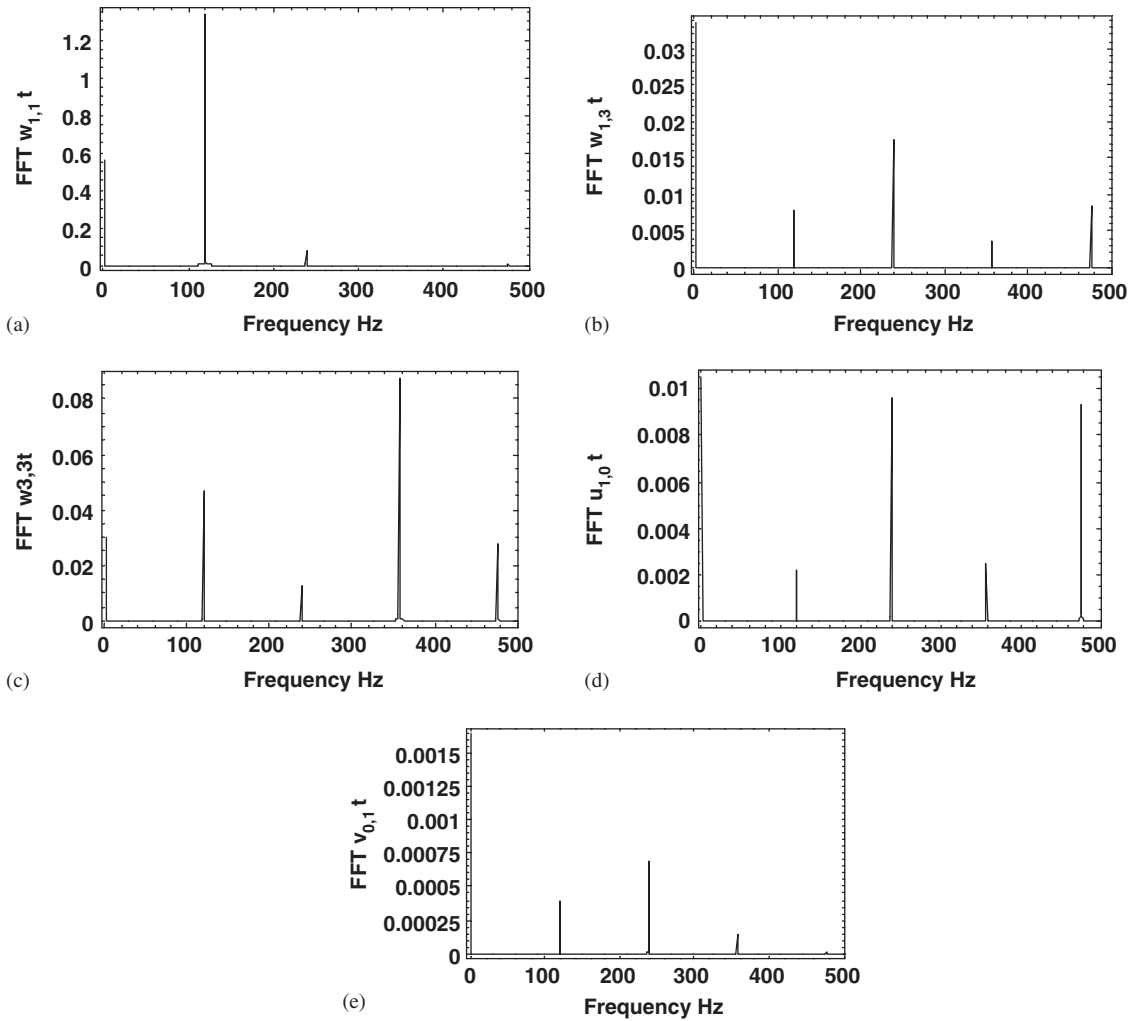 1.2
1
0.8
0.6
0.4
0.2
0
FFT w1,1 t
0 100 200 300 400 500
Frequency Hz
(a)
0.03
0.025
0.02
0.015
0.01
0.005
0
FFT w1,3 t
0 100 200 300 400 500
Frequency Hz
(b)
0.08
0.06
0.04
0.02
0
FFT w3,3t
0 100 200 300 400 500
Frequency Hz
(c)
0.01
0.008
0.006
0.004
0.002
0
FFT u1,0 t
0 100 200 300 400 500
Frequency Hz
(d)
0.0015
0.00125
0.001
0.00075
0.0005
0.00025
0
FFT v0,1 t
0 100 200 300 400 500
Frequency Hz
(e)